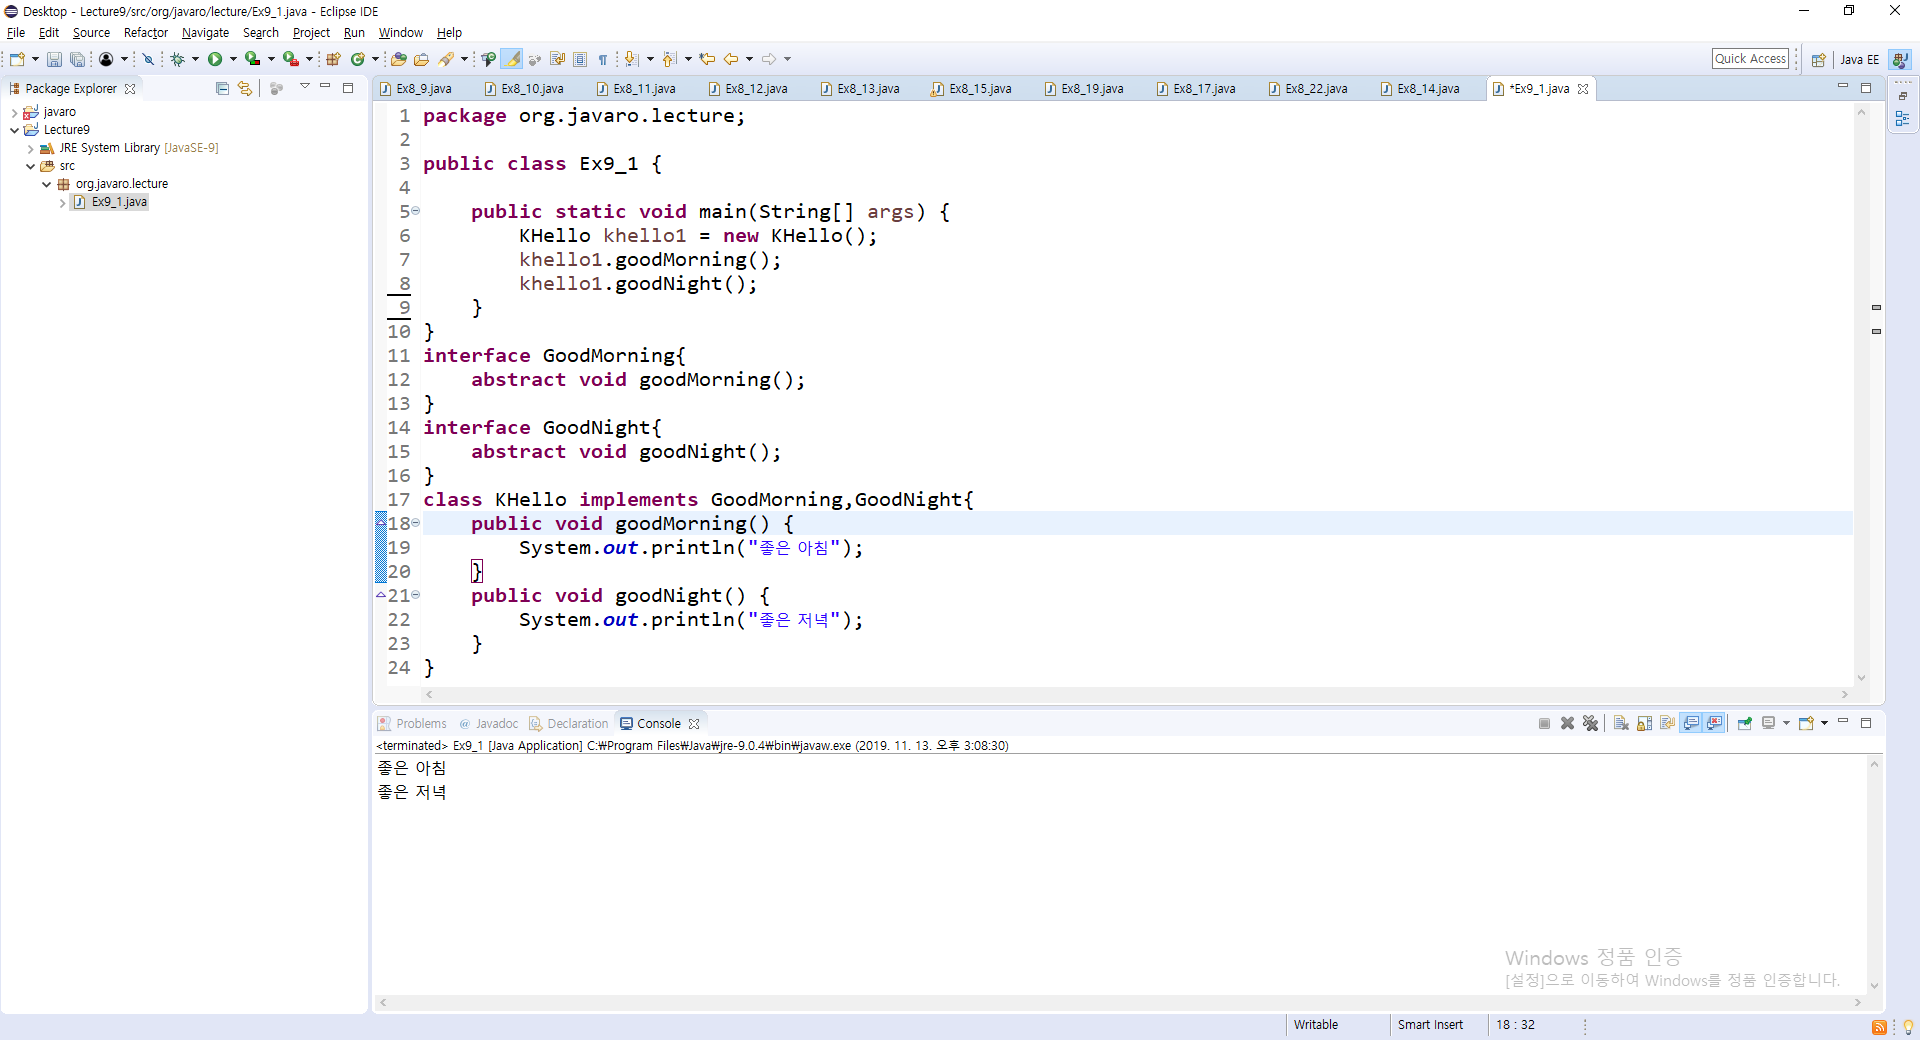 Desktop - Lecture9/src/org/javaro/lecture/Ex9_1.java - Eclipse IDE
File Edit Source Refactor Navigate Search Project Run Window Help
Quick Access Java EE
Package Explorer
javaro
Lecture9
JRE System Library [JavaSE-9]
src
org.javaro.lecture
Ex9_1.java
Ex8_9.java Ex8_10.java Ex8_11.java Ex8_12.java Ex8_13.java Ex8_15.java Ex8_19.java Ex8_17.java Ex8_22.java Ex8_14.java *Ex9_1.java
1 package org.javaro.lecture;
2
3 public class Ex9_1 {
4
5 public static void main(String[] args) {
6 KHello khello1 = new KHello();
7 khello1.goodMorning();
8 khello1.goodNight();
9 }
10 }
11 interface GoodMorning{
12 abstract void goodMorning();
13 }
14 interface GoodNight{
15 abstract void goodNight();
16 }
17 class KHello implements GoodMorning,GoodNight{
18 public void goodMorning() {
19 System.out.println("좋은 아침");
20 }
21 public void goodNight() {
22 System.out.println("좋은 저녁");
23 }
24 }
Problems @ Javadoc Declaration Console
<terminated> Ex9_1 [Java Application] C:₩Program Files₩Java₩jre-9.0.4₩bin₩javaw.exe (2019. 11. 13. 오후 3:08:30)
좋은 아침
좋은 저녁
Windows 정품 인증
[설정]으로 이동하여 Windows를 정품 인증합니다.
Writable Smart Insert 18 : 32